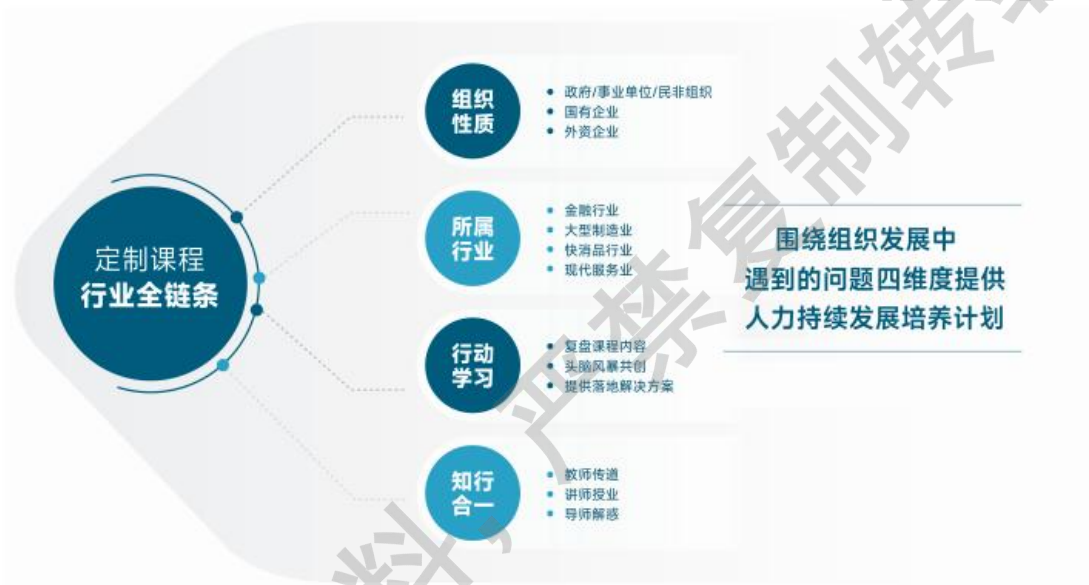 定制课程
行业全链条
组织
性质
政府/事业单位/民非组织
国有企业
外资企业
所属
行业
金融行业
大型制造业
快消品行业
现代服务业
行动
学习
复盘课程内容
头脑风暴共创
提供落地解决方案
知行
合一
教师传道
讲师授业
导师解惑
围绕组织发展中
遇到的问题四维度提供
人力持续发展培养计划
料，严禁复制转